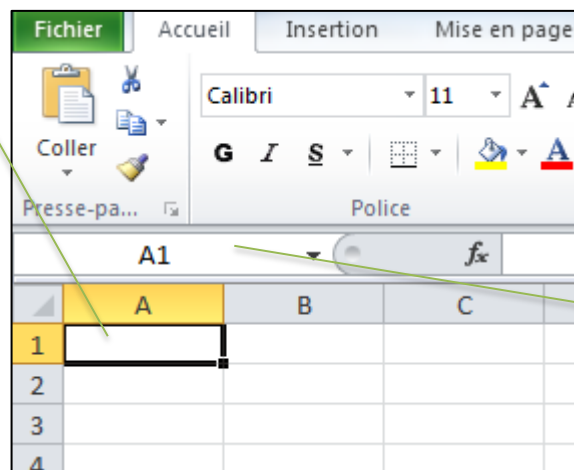 Fichier Accueil Insertion Mise en page
Calibri 11 A
Coller G I S A
Presse-pa... Police
A1 fx
A B C
1
2
3
4